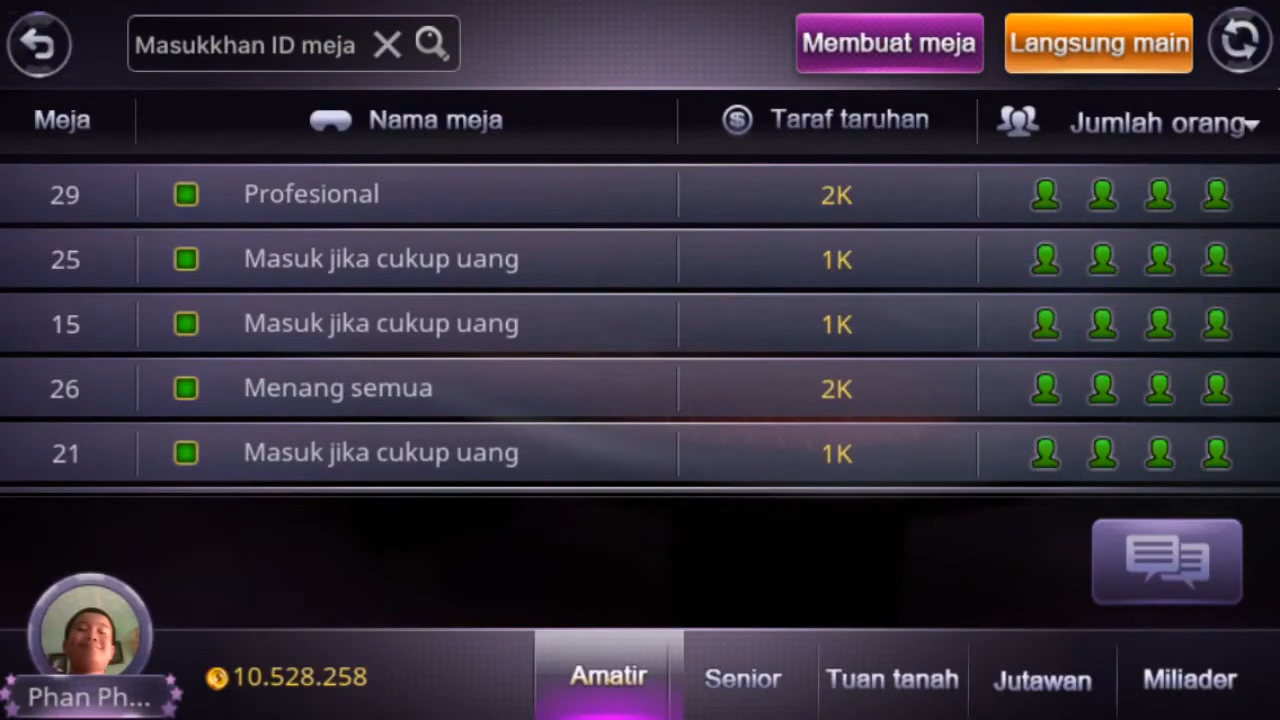 Masukkhan ID meja
Membuat meja
Langsung main
Meja Nama meja Taraf taruhan Jumlah orang
29 Profesional 2K
25 Masuk jika cukup uang 1K
15 Masuk jika cukup uang 1K
26 Menang semua 2K
21 Masuk jika cukup uang 1K
Phan Ph...
10.528.258
Amatir Senior Tuan tanah Jutawan Miliader